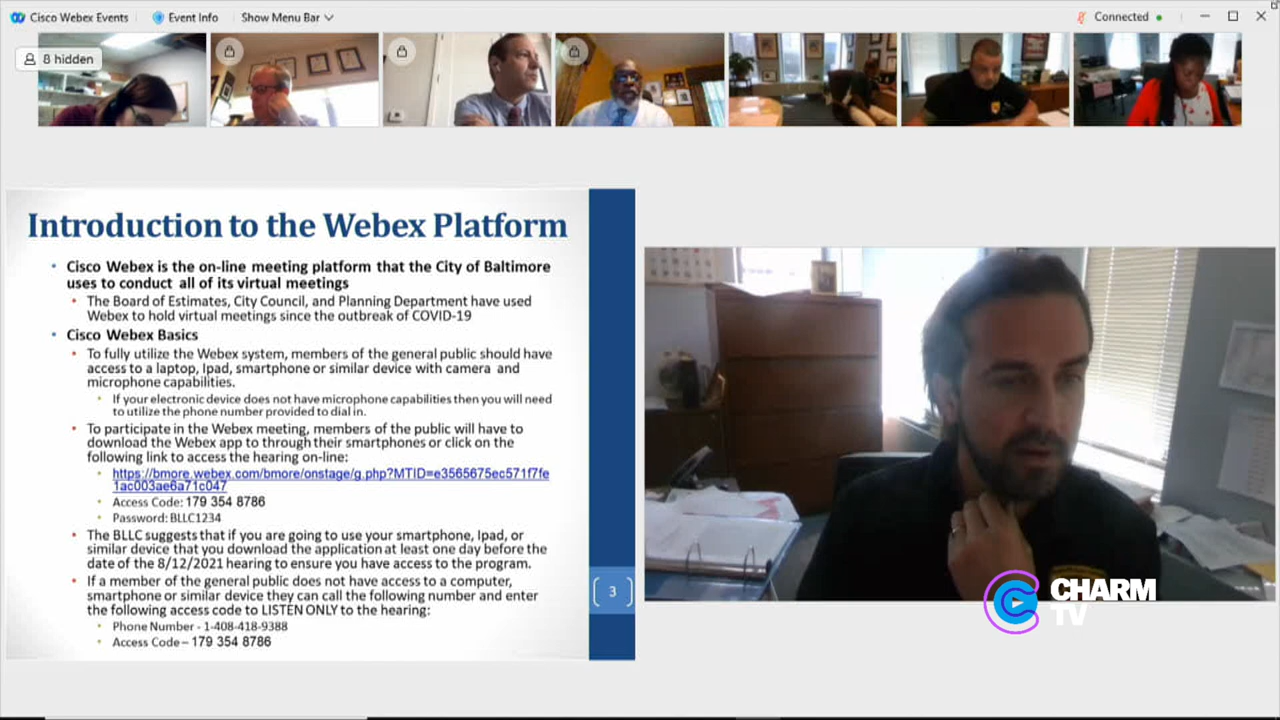 Cisco Webex Events
Event Info
Show Menu Bar
Connected
8 hidden
Introduction to the Webex Platform
• Cisco Webex is the on-line meeting platform that the City of Baltimore
uses to conduct all of its virtual meetings
• The Board of Estimates, City Council, and Planning Department have used
Webex to hold virtual meetings since the outbreak of COVID-19
• Cisco Webex Basics
• To fully utilize the Webex system, members of the general public should have
access to a laptop, Ipad, smartphone or similar device with camera and
microphone capabilities.
• If your electronic device does not have microphone capabilities then you will need
to utilize the phone number provided to dial in.
• To participate in the Webex meeting, members of the public will have to
download the Webex app to through their smartphones or click on the
following link to access the hearing on-line:
• https://bmore.webex.com/bmore/onstage/g.php?MTID=e3565675ec571f7fe
1ac003ae6a71c047
• Access Code: 179 354 8786
• Password: BLLC1234
• The BLLC suggests that if you are going to use your smartphone, Ipad, or
similar device that you download the application at least one day before the
date of the 8/12/2021 hearing to ensure you have access to the program.
• If a member of the general public does not have access to a computer,
smartphone or similar device they can call the following number and enter
the following access code to LISTEN ONLY to the hearing:
• Phone Number - 1-408-418-9388
• Access Code – 179 354 8786
3
CHARM
TV